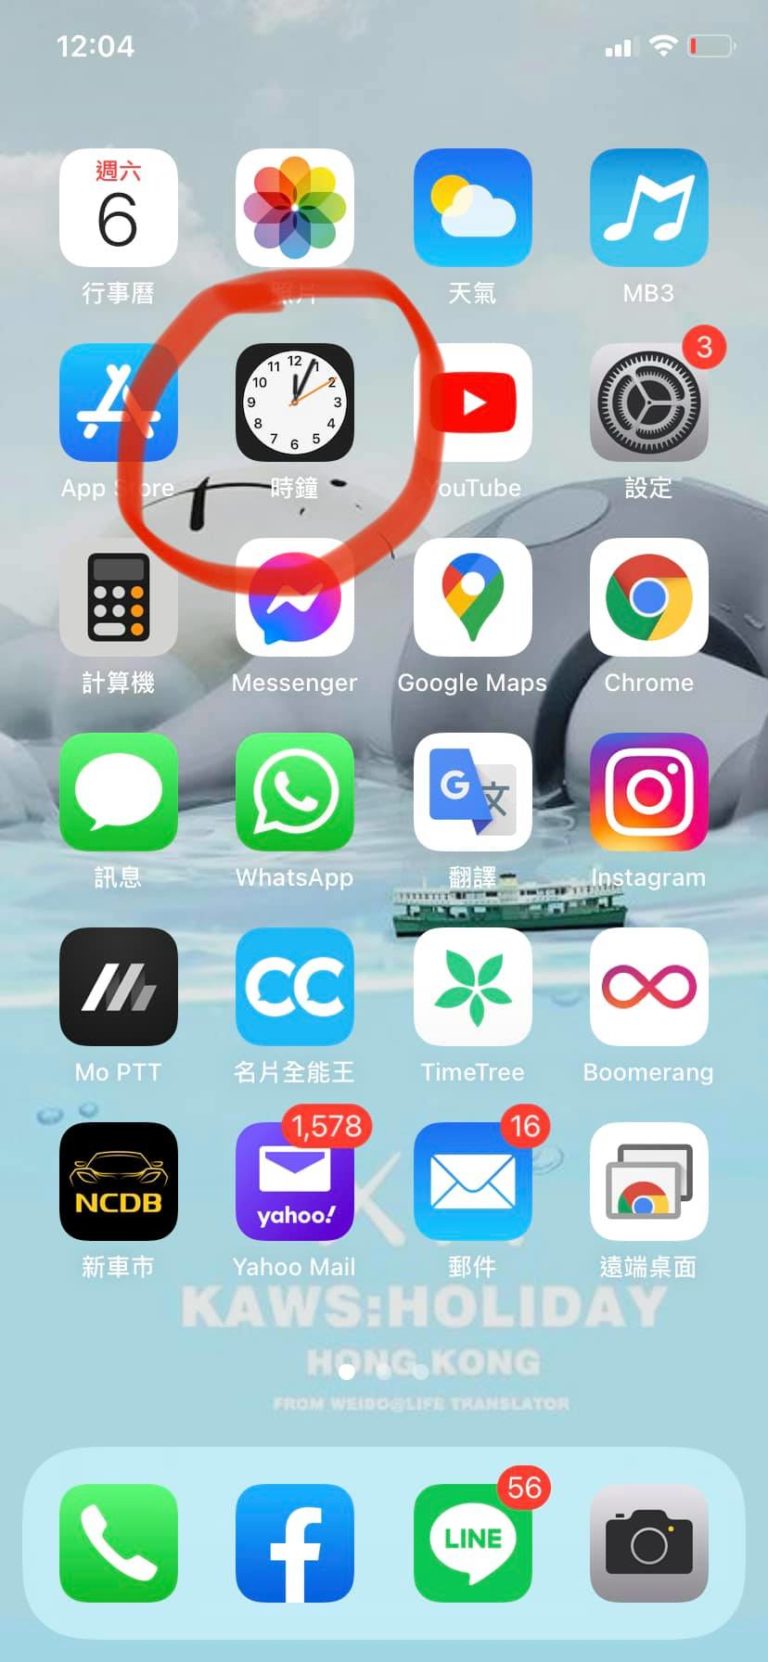 12:04
週六
6
行事曆
照片
天氣
MB3
3
12
11
1
10
2
9
3
8
4
7
5
6
App Store
時鐘
YouTube
設定
計算機
Messenger
Google Maps
Chrome
G
文
訊息
WhatsApp
翻譯
Instagram
CC
Mo PTT
名片全能王
TimeTree
Boomerang
1,578
16
NCDB
yahoo!
新車市
Yahoo Mail
郵件
遠端桌面
KAWS:HOLIDAY
HONG KONG
FROM WEIBO@LIFE TRANSLATOR
56
f
LINE